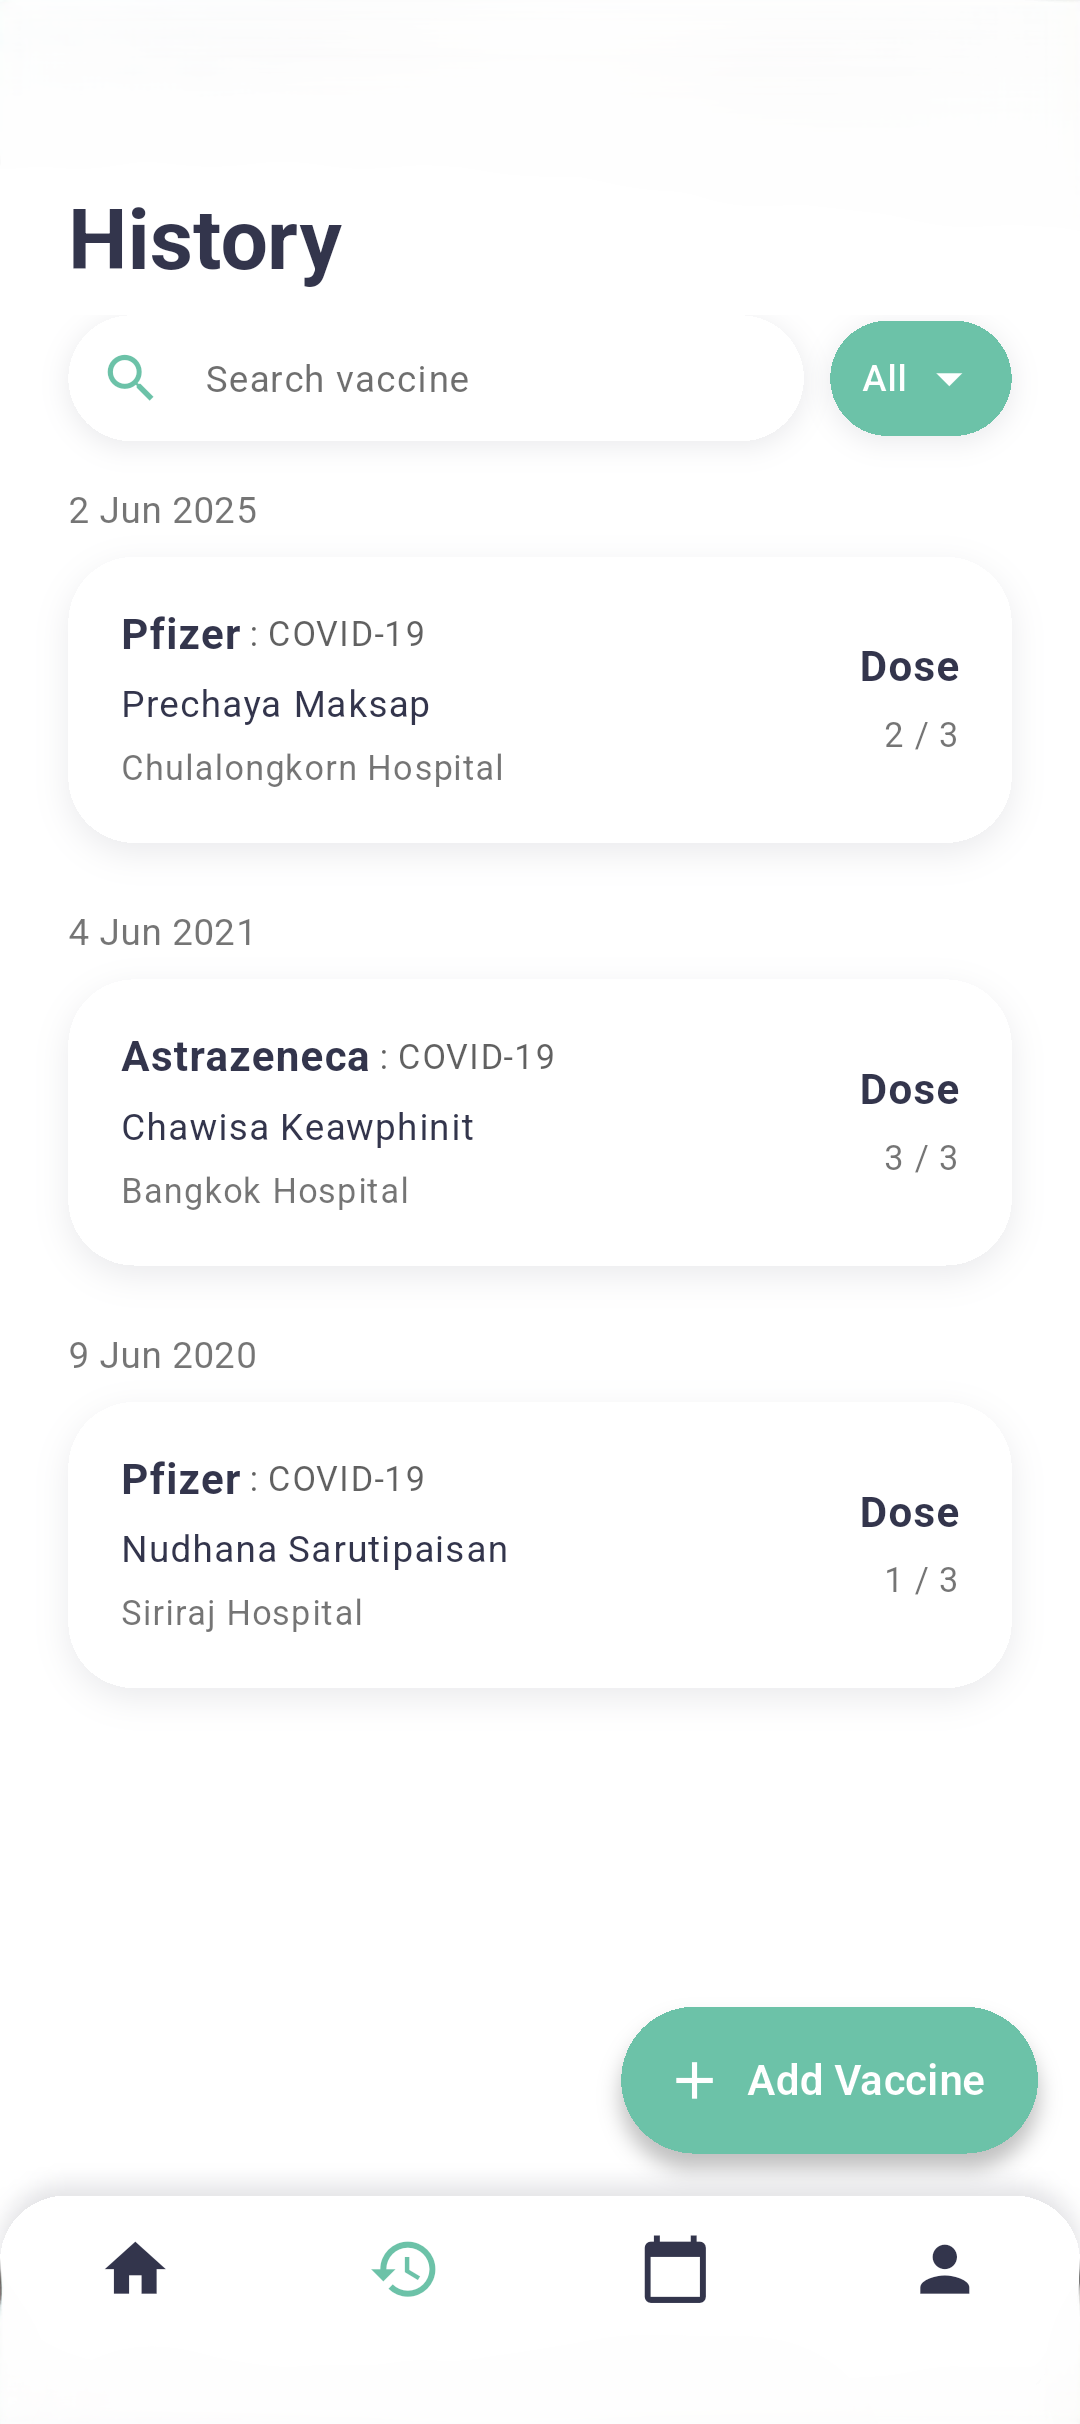 History
Search vaccine
All
2 Jun 2025
Pfizer : COVID-19
Prechaya Maksap
Chulalongkorn Hospital
Dose
2 / 3
4 Jun 2021
Astrazeneca : COVID-19
Chawisa Keawphinit
Bangkok Hospital
Dose
3 / 3
9 Jun 2020
Pfizer : COVID-19
Nudhana Sarutipaisan
Siriraj Hospital
Dose
1 / 3
Add Vaccine